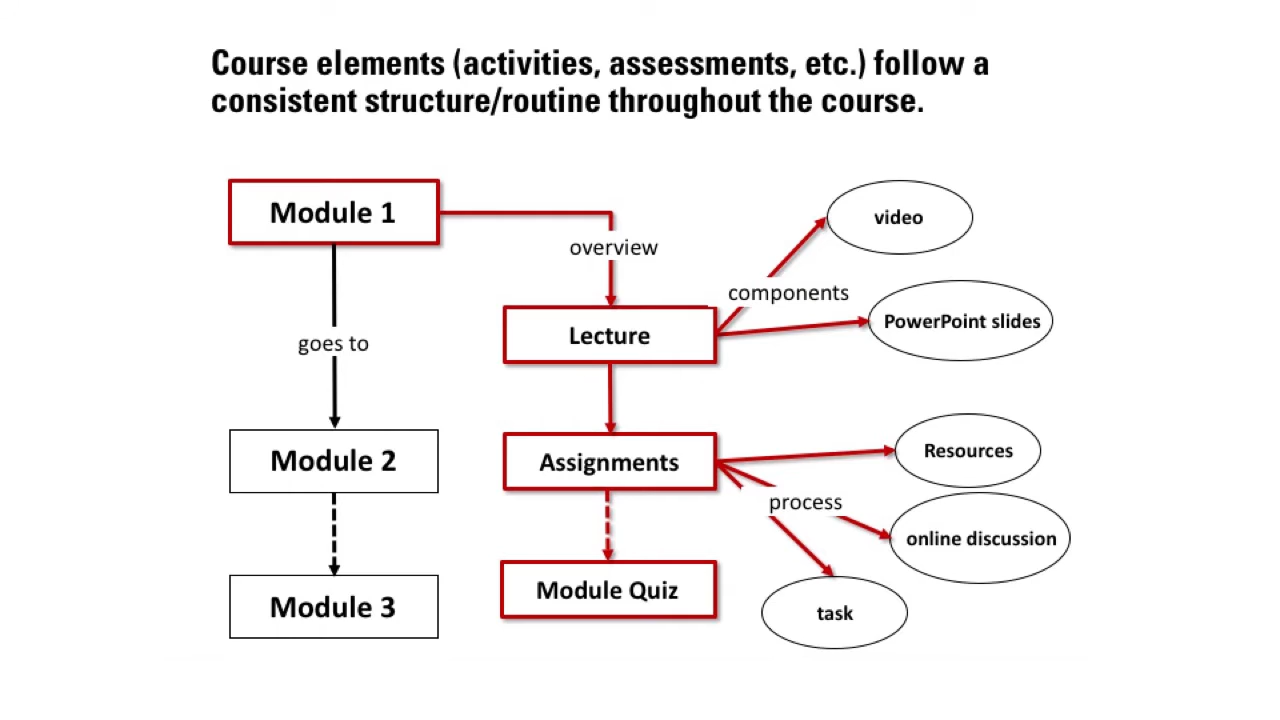 Course elements (activities, assessments, etc.) follow a
consistent structure/routine throughout the course.
Module 1
overview
video
components
PowerPoint slides
Lecture
goes to
Module 2
Assignments
Resources
process
online discussion
Module 3
Module Quiz
task